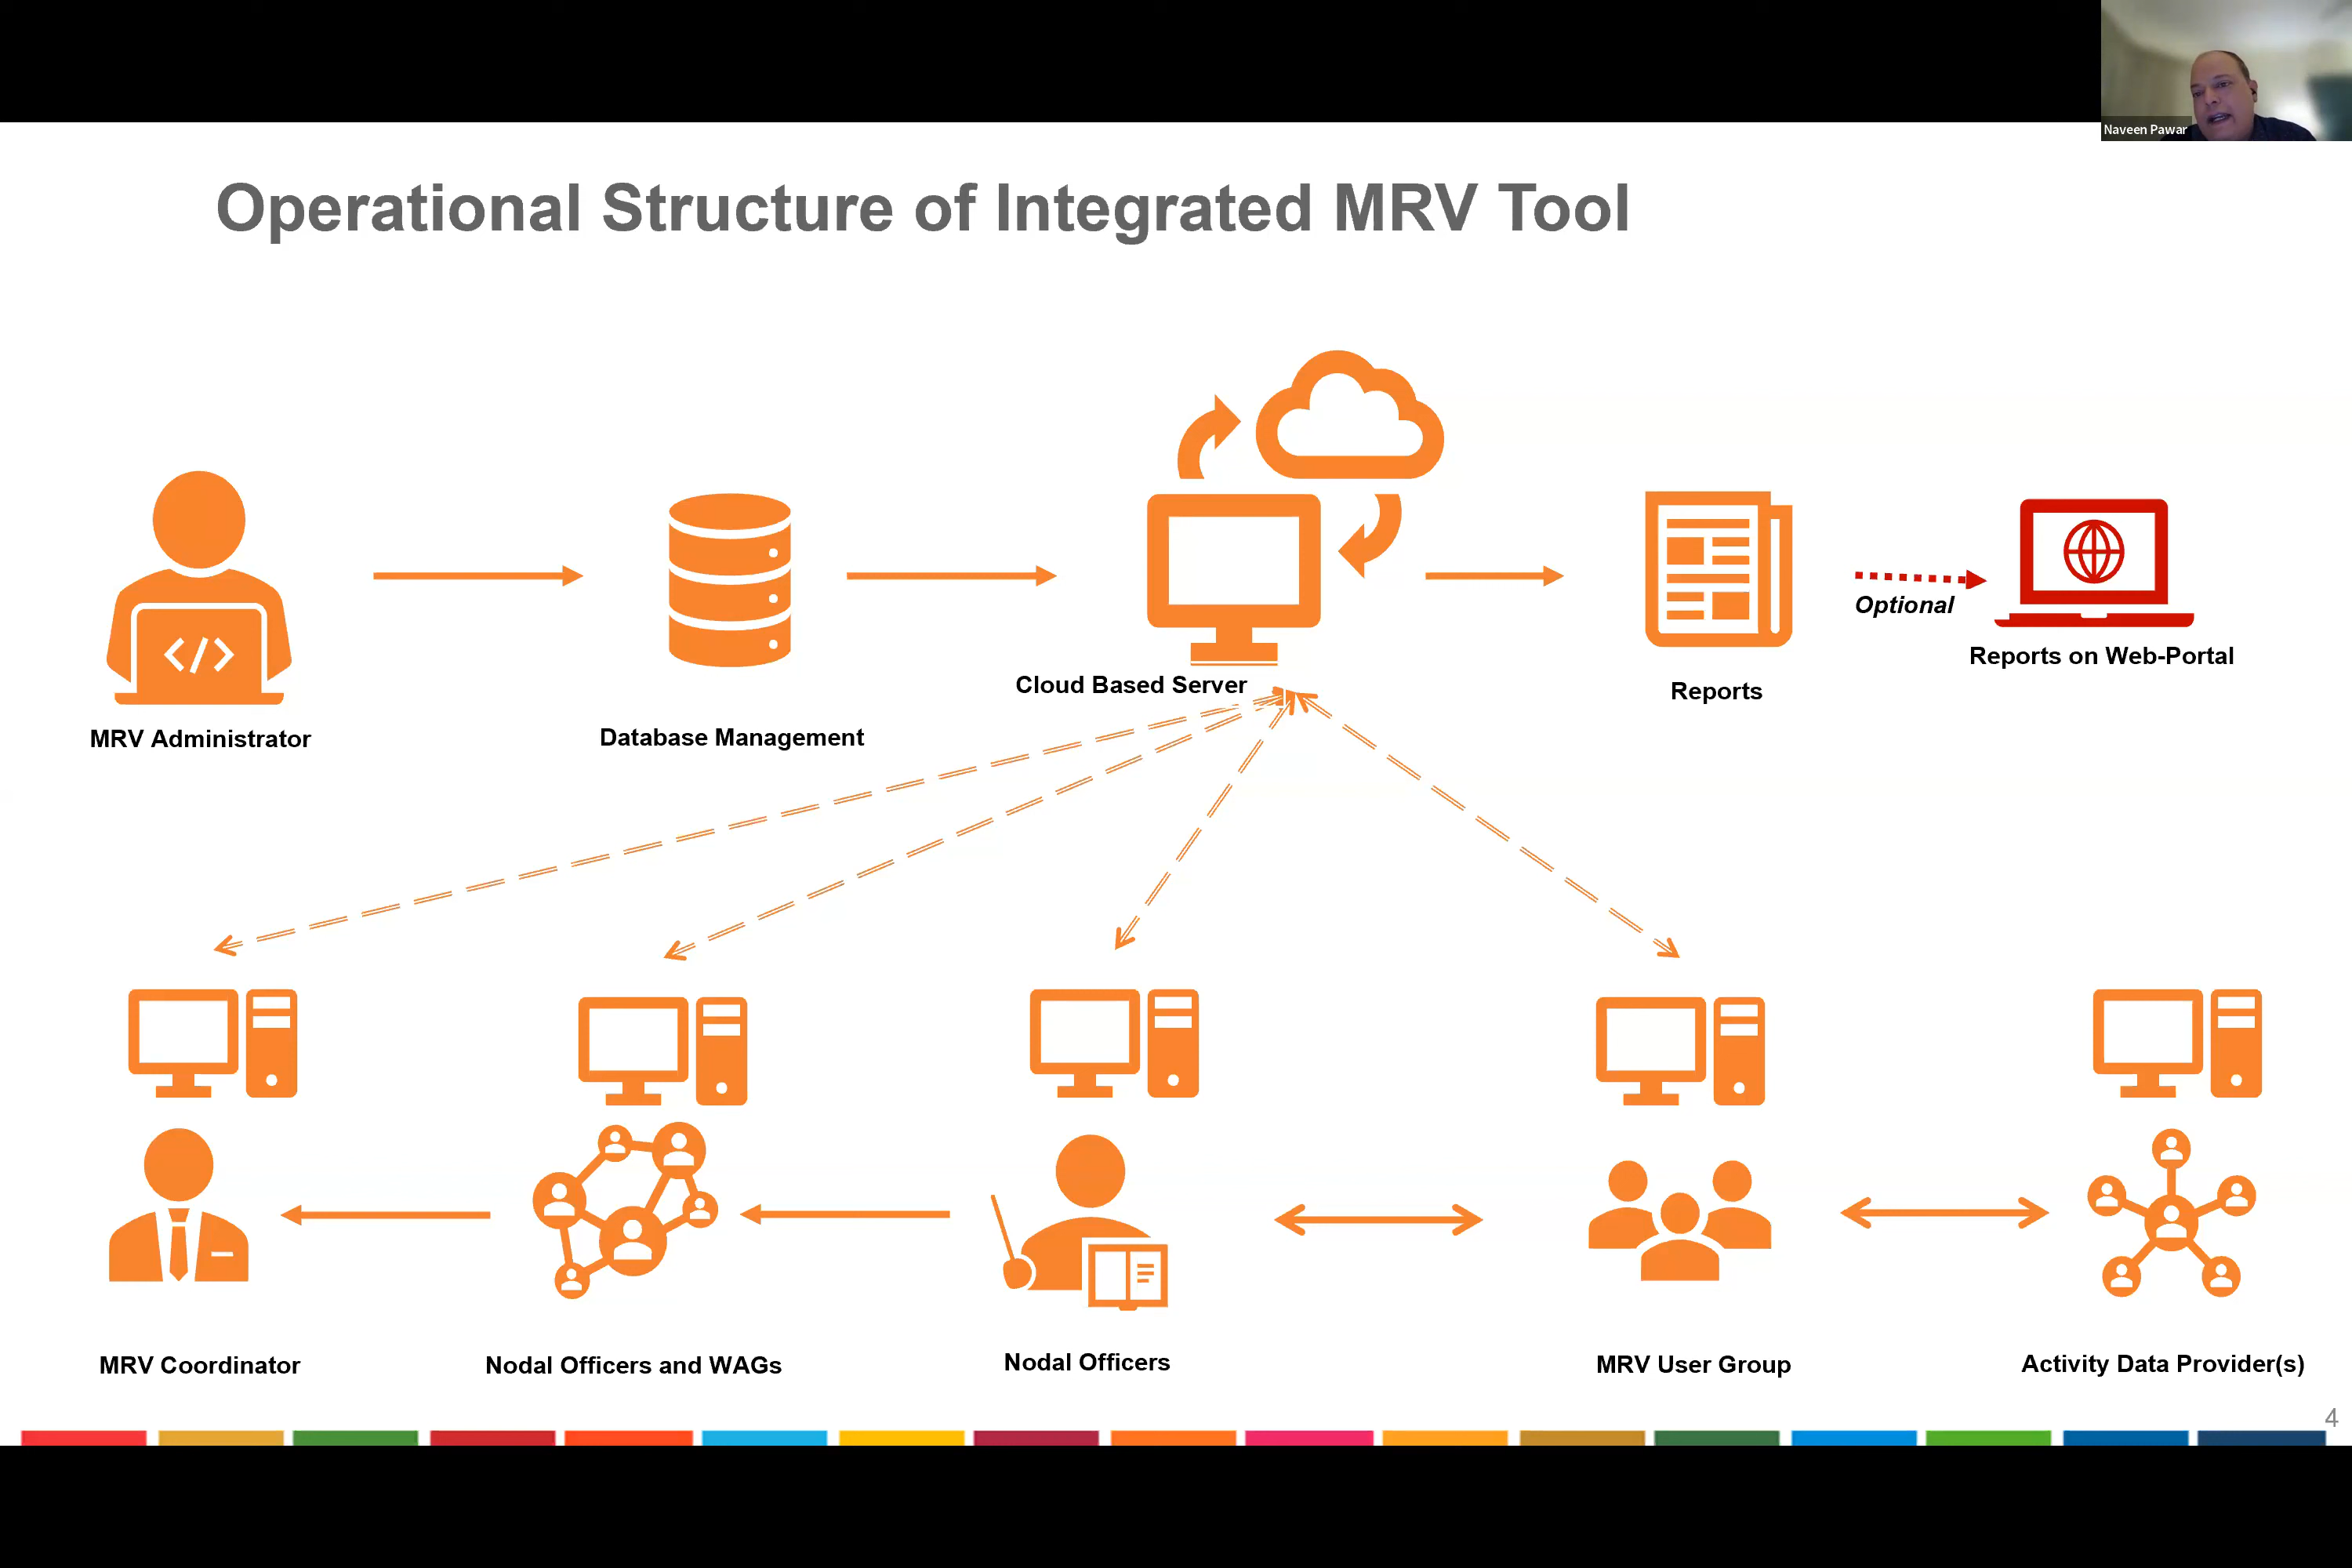 Naveen Pawar
Operational Structure of Integrated MRV Tool
Optional
Cloud Based Server
Reports
Reports on Web-Portal
MRV Administrator
Database Management
MRV Coordinator
Nodal Officers and WAGs
Nodal Officers
MRV User Group
Activity Data Provider(s)
4